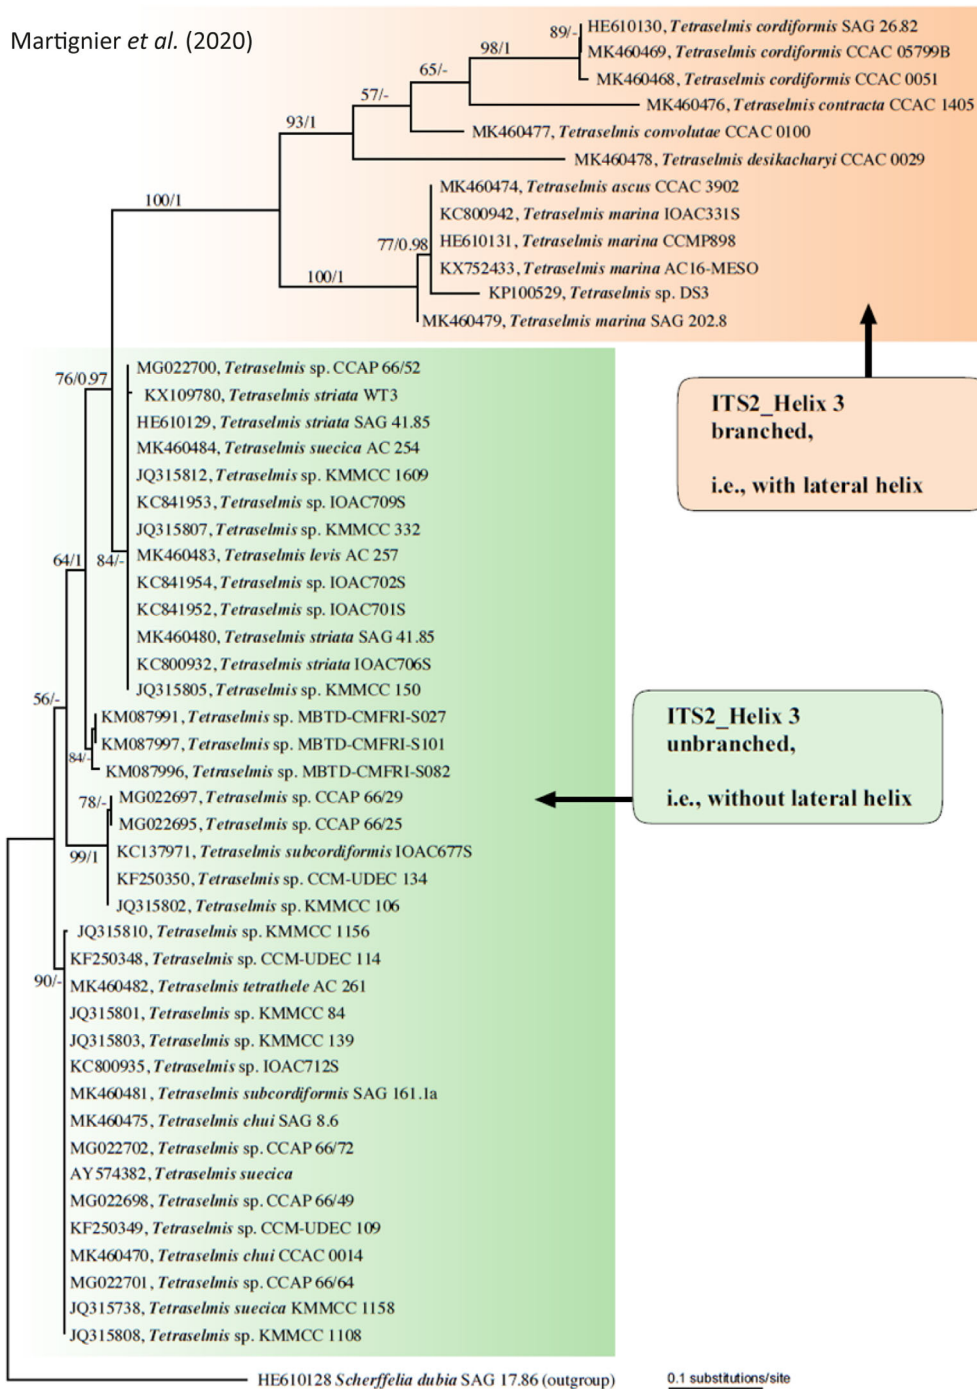 Martignier et al. (2020)
89/-
HE610130, Tetraselmis cordiformis SAG 26.82
98/1
MK460469, Tetraselmis cordiformis CCAC 05799B
65/-
MK460468, Tetraselmis cordiformis CCAC 0051
57/-
MK460476, Tetraselmis contracta CCAC 1405
93/1
MK460477, Tetraselmis convolutae CCAC 0100
MK460478, Tetraselmis desikacharyi CCAC 0029
100/1
MK460474, Tetraselmis ascus CCAC 3902
KC800942, Tetraselmis marina IOAC331S
77/0.98
HE610131, Tetraselmis marina CCMP898
100/1
KX752433, Tetraselmis marina AC16-MESO
KP100529, Tetraselmis sp. DS3
MK460479, Tetraselmis marina SAG 202.8
76/0.97
MG022700, Tetraselmis sp. CCAP 66/52
KX109780, Tetraselmis striata WT3
HE610129, Tetraselmis striata SAG 41.85
MK460484, Tetraselmis suecica AC 254
JQ315812, Tetraselmis sp. KMMCC 1609
KC841953, Tetraselmis sp. IOAC709S
JQ315807, Tetraselmis sp. KMMCC 332
64/1
84/-
MK460483, Tetraselmis levis AC 257
KC841954, Tetraselmis sp. IOAC702S
KC841952, Tetraselmis sp. IOAC701S
MK460480, Tetraselmis striata SAG 41.85
KC800932, Tetraselmis striata IOAC706S
JQ315805, Tetraselmis sp. KMMCC 150
56/-
KM087991, Tetraselmis sp. MBTD-CMFRI-S027
KM087997, Tetraselmis sp. MBTD-CMFRI-S101
84/-
KM087996, Tetraselmis sp. MBTD-CMFRI-S082
78/-
MG022697, Tetraselmis sp. CCAP 66/29
MG022695, Tetraselmis sp. CCAP 66/25
99/1
KC137971, Tetraselmis subcordiformis IOAC677S
KF250350, Tetraselmis sp. CCM-UDEC 134
JQ315802, Tetraselmis sp. KMMCC 106
JQ315810, Tetraselmis sp. KMMCC 1156
KF250348, Tetraselmis sp. CCM-UDEC 114
90/-
MK460482, Tetraselmis tetrathele AC 261
JQ315801, Tetraselmis sp. KMMCC 84
JQ315803, Tetraselmis sp. KMMCC 139
KC800935, Tetraselmis sp. IOAC712S
MK460481, Tetraselmis subcordiformis SAG 161.1a
MK460475, Tetraselmis chui SAG 8.6
MG022702, Tetraselmis sp. CCAP 66/72
AY574382, Tetraselmis suecica
MG022698, Tetraselmis sp. CCAP 66/49
KF250349, Tetraselmis sp. CCM-UDEC 109
MK460470, Tetraselmis chui CCAC 0014
MG022701, Tetraselmis sp. CCAP 66/64
JQ315738, Tetraselmis suecica KMMCC 1158
JQ315808, Tetraselmis sp. KMMCC 1108
HE610128 Scherffelia dubia SAG 17.86 (outgroup)
0.1 substitutions/site
ITS2_Helix 3
branched,
i.e., with lateral helix
ITS2_Helix 3
unbranched,
i.e., without lateral helix